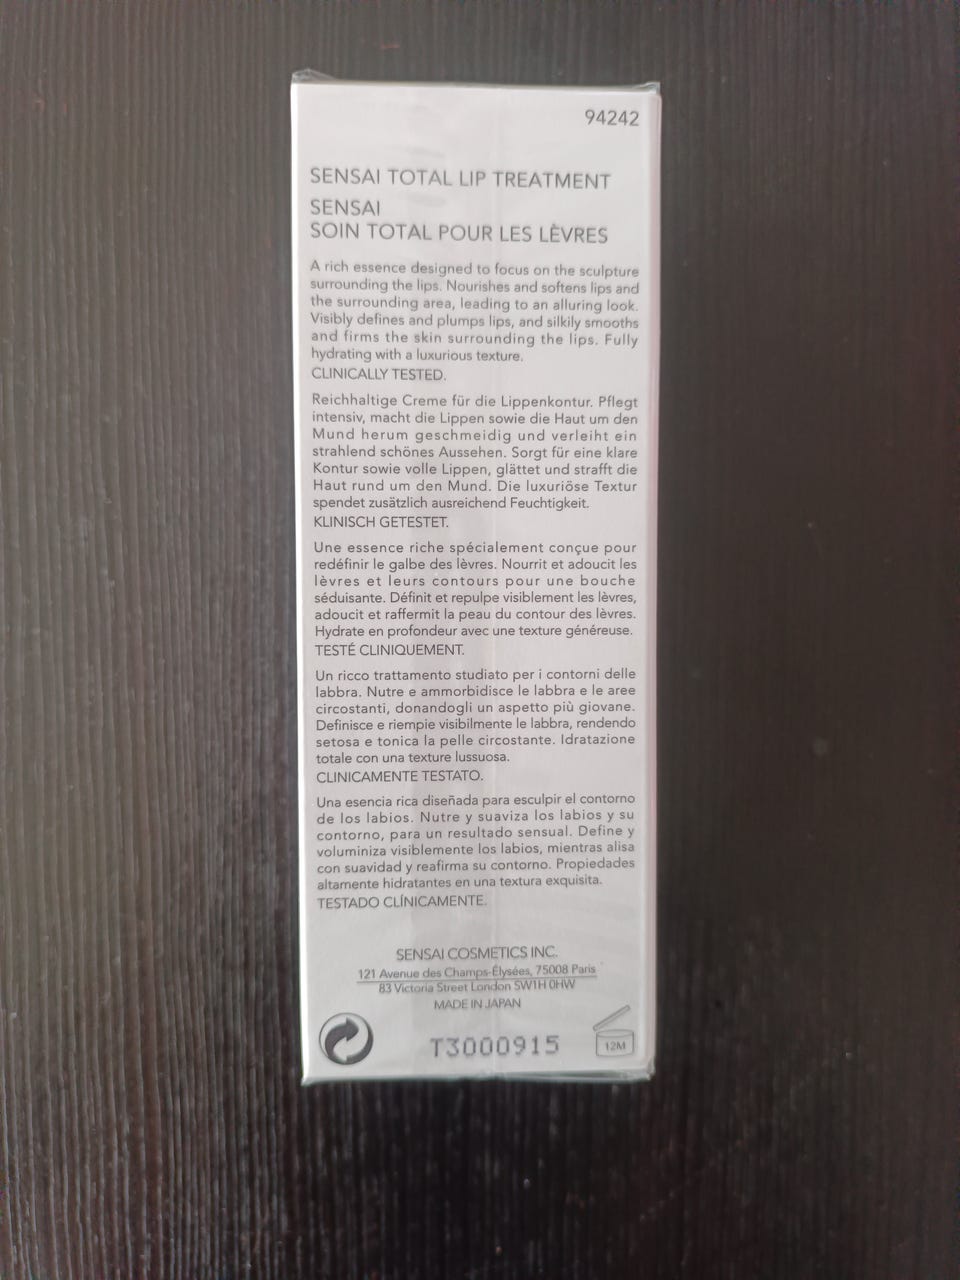 94242
SENSAI TOTAL LIP TREATMENT
SENSAI
SOIN TOTAL POUR LES LÈVRES
A rich essence designed to focus on the sculpture
surrounding the lips. Nourishes and softens lips and
the surrounding area, leading to an alluring look.
Visibly defines and plumps lips, and silkily smooths
and firms the skin surrounding the lips. Fully
hydrating with a luxurious texture.
CLINICALLY TESTED.
Reichhaltige Creme für die Lippenkontur. Pflegt
intensiv, macht die Lippen sowie die Haut um den
Mund herum geschmeidig und verleiht ein
strahlend schönes Aussehen. Sorgt für eine klare
Kontur sowie volle Lippen, glättet und strafft die
Haut rund um den Mund. Die luxuriöse Textur
spendet zusätzlich ausreichend Feuchtigkeit.
KLINISCH GETESTET.
Une essence riche spécialement conçue pour
redéfinir le galbe des lèvres. Nourrit et adoucit les
lèvres et leurs contours pour une bouche
séduisante. Définit et repulpe visiblement les lèvres,
adoucit et raffermit la peau du contour des lèvres.
Hydrate en profondeur avec une texture généreuse.
TESTÉ CLINIQUEMENT.
Un ricco trattamento studiato per i contorni delle
labbra. Nutre e ammorbidisce le labbra e le aree
circostanti, donandogli un aspetto più giovane.
Definisce e riempie visibilmente le labbra, rendendo
setosa e tonica la pelle circostante. Idratazione
totale con una texture lussuosa.
CLINICAMENTE TESTATO.
Una esencia rica diseñada para esculpir el contorno
de los labios. Nutre y suaviza los labios y su
contorno, para un resultado sensual. Define y
voluminiza visiblemente los labios, mientras alisa
con suavidad y reafirma su contorno. Propiedades
altamente hidratantes en una textura exquisita.
TESTADO CLÍNICAMENTE.
SENSAI COSMETICS INC.
121 Avenue des Champs-Élysées, 75008 Paris
83 Victoria Street London SW1H 0HW
MADE IN JAPAN
T3000915
12M